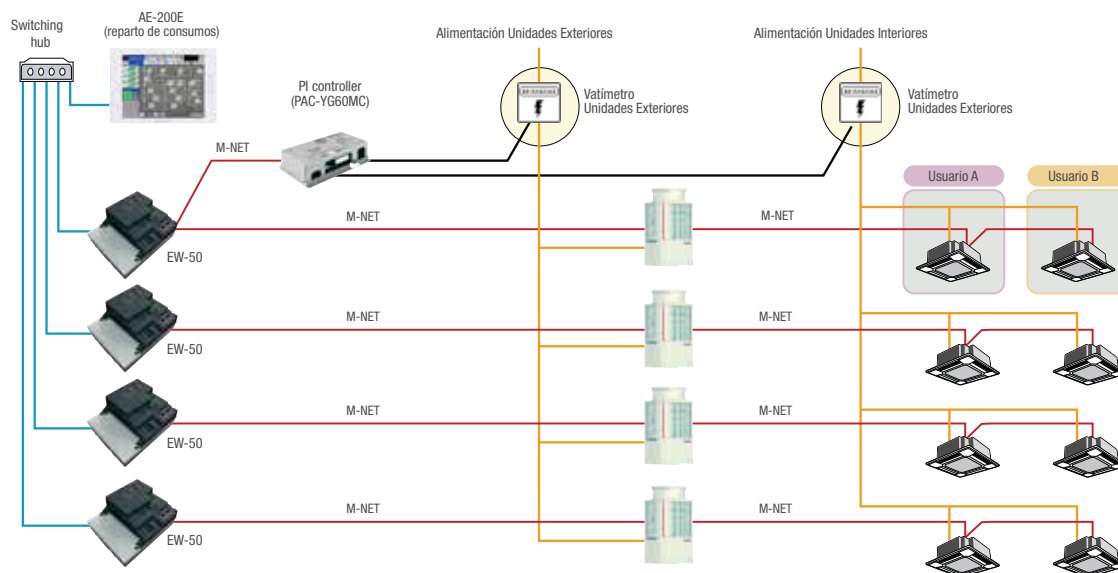 Switching
hub
AE-200E
(reparto de consumos)
Alimentación Unidades Exteriores
Alimentación Unidades Interiores
PI controller
(PAC-YG60MC)
Vatímetro
Unidades Exteriores
Vatímetro
Unidades Exteriores
M-NET
Usuario A
Usuario B
M-NET
M-NET
EW-50
M-NET
M-NET
EW-50
M-NET
M-NET
EW-50
M-NET
M-NET
EW-50